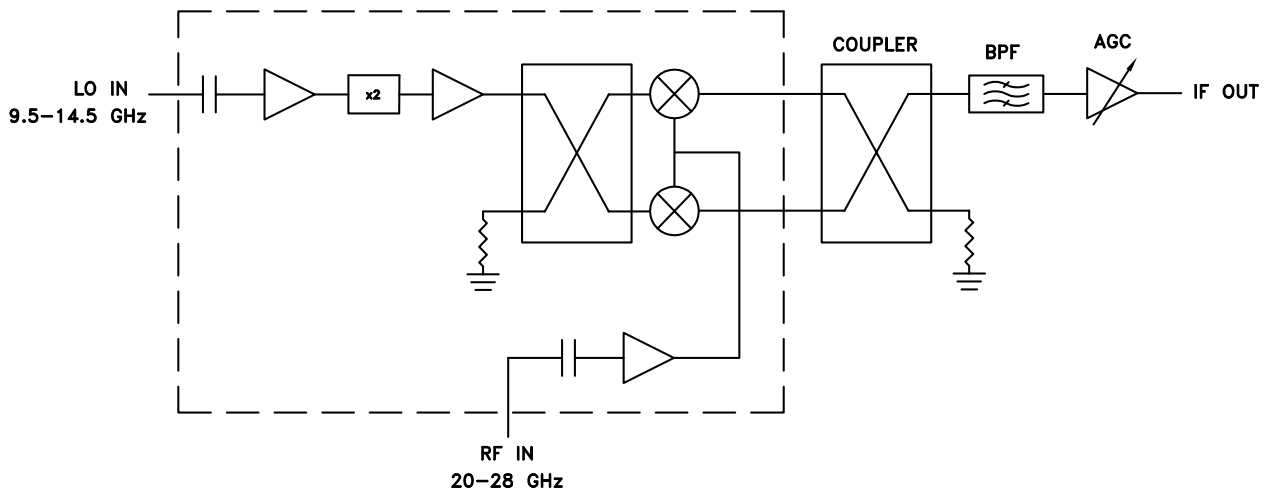 COUPLER
BPF
AGC
LO IN
9.5–14.5 GHz
x2
IF OUT
RF IN
20–28 GHz